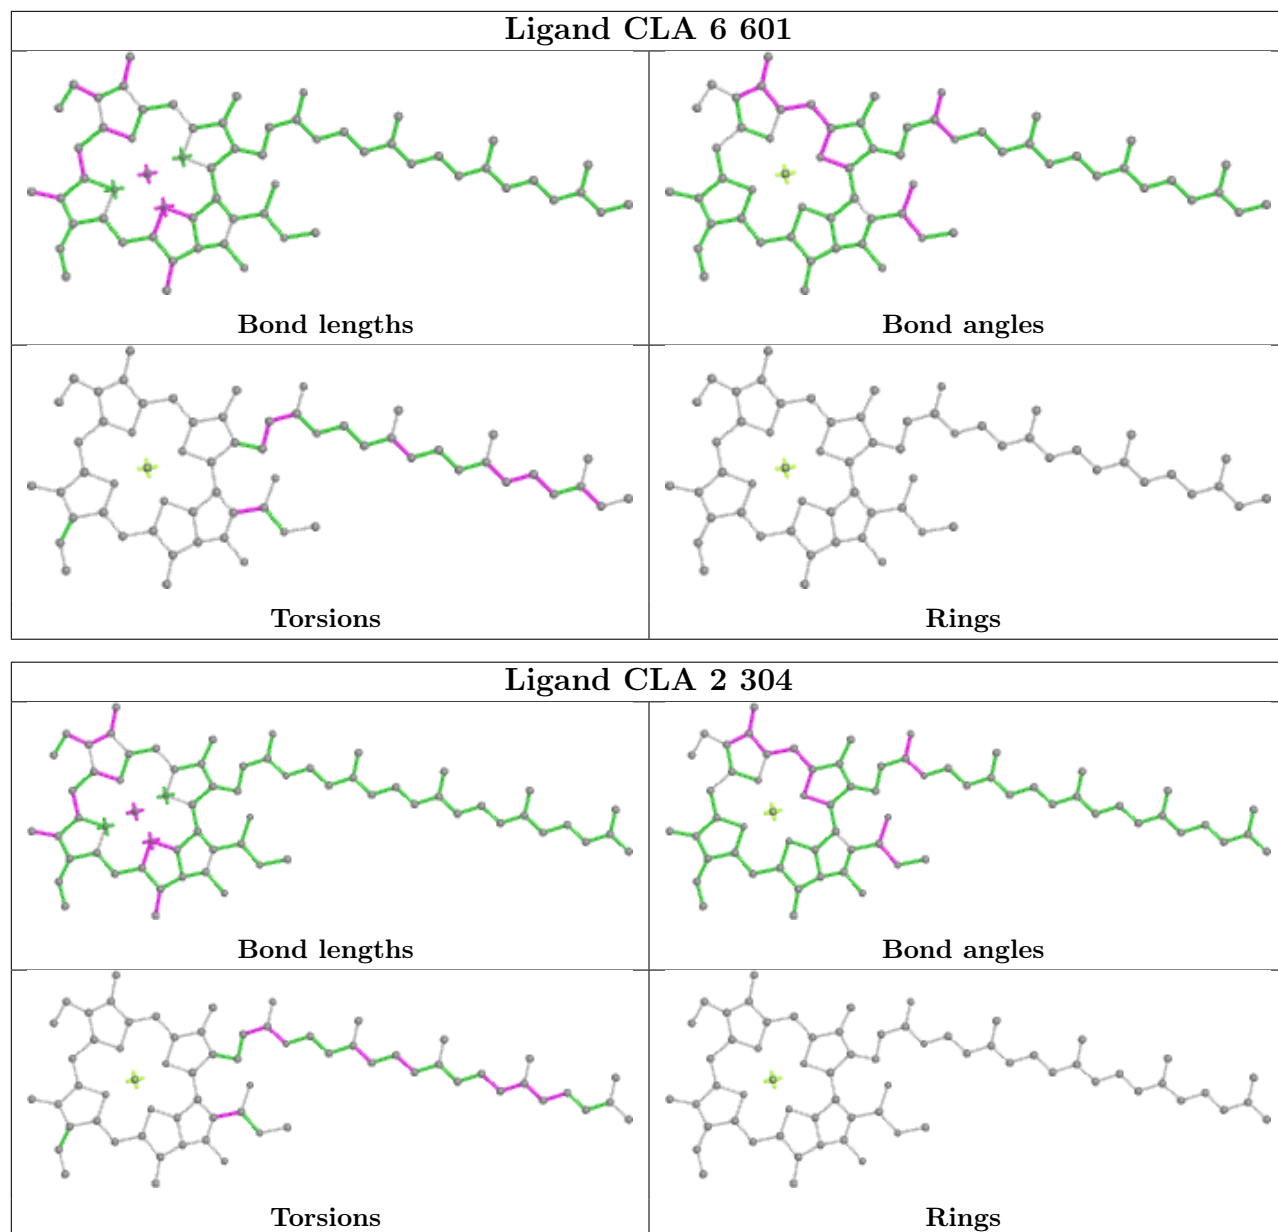 Ligand CLA 6 601
Bond lengths
Bond angles
Torsions
Rings
Ligand CLA 2 304
Bond lengths
Bond angles
Torsions
Rings